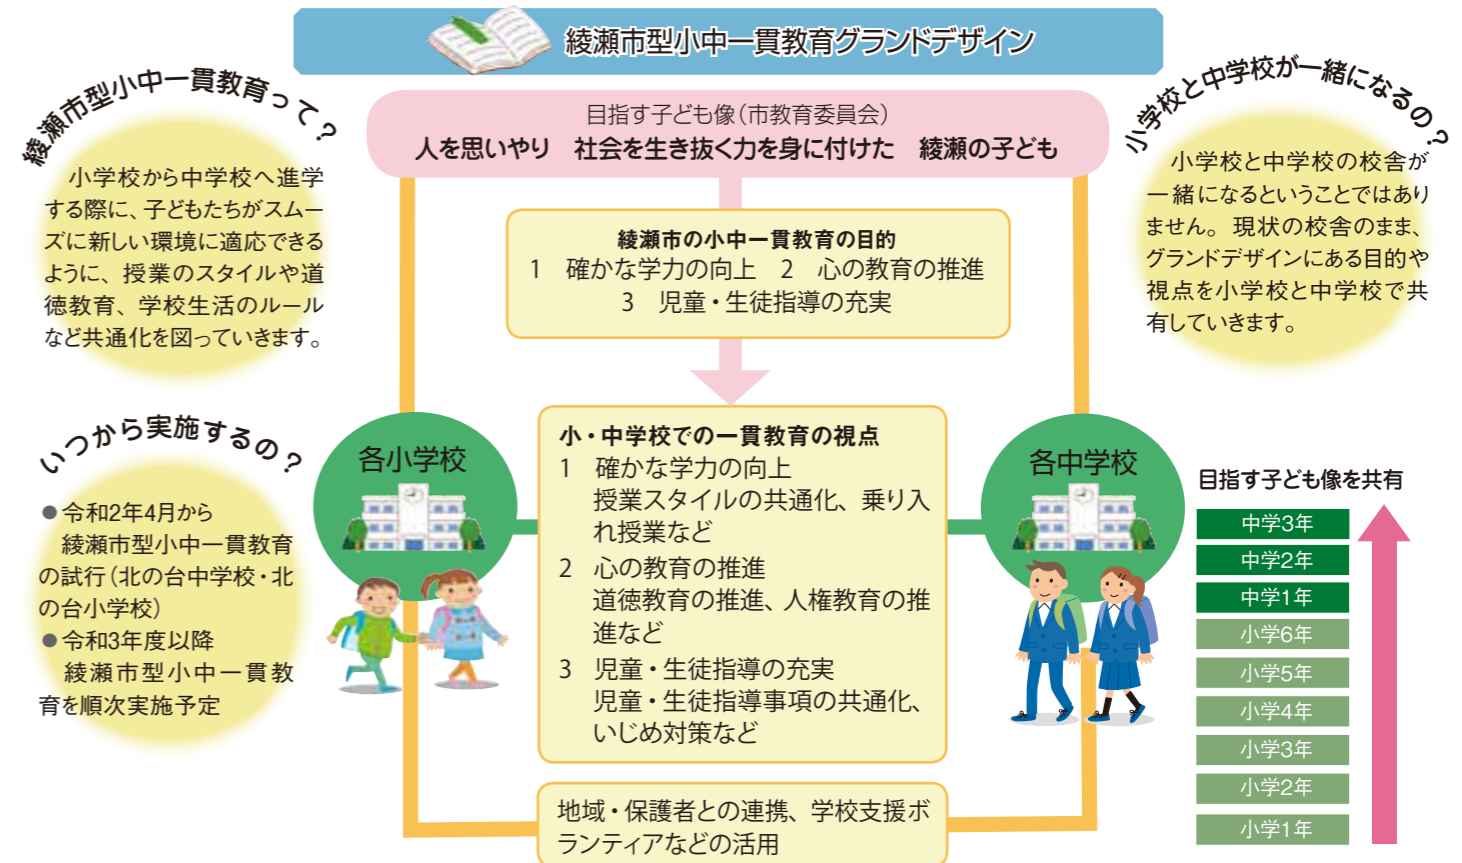 綾瀬市型小中一貫教育グランドデザイン
目指す子ども像（市教育委員会）
人を思いやり　社会を生き抜く力を身に付けた　綾瀬の子ども
綾瀬市型小中一貫教育って？
小学校から中学校へ進学
する際に、子どもたちがスムー
ズに新しい環境に適応できる
ように、授業のスタイルや道
徳教育、学校生活のルール
など共通化を図っていきます。
小学校と中学校が一緒になるの？
小学校と中学校の校舎が
一緒になるということではあり
ません。現状の校舎のまま、
グランドデザインにある目的や
視点を小学校と中学校で共
有していきます。
綾瀬市の小中一貫教育の目的
1　確かな学力の向上　2　心の教育の推進
3　児童・生徒指導の充実
いつから実施するの？
●令和2年4月から
綾瀬市型小中一貫教育
の試行（北の台中学校・北
の台小学校）
●令和3年度以降
綾瀬市型小中一貫教
育を順次実施予定
各小学校
小・中学校での一貫教育の視点
1　確かな学力の向上
授業スタイルの共通化、乗り入
れ授業など
2　心の教育の推進
道徳教育の推進、人権教育の推
進など
3　児童・生徒指導の充実
児童・生徒指導事項の共通化、
いじめ対策など
各中学校
目指す子ども像を共有
中学3年
中学2年
中学1年
小学6年
小学5年
小学4年
小学3年
小学2年
小学1年
地域・保護者との連携、学校支援ボ
ランティアなどの活用